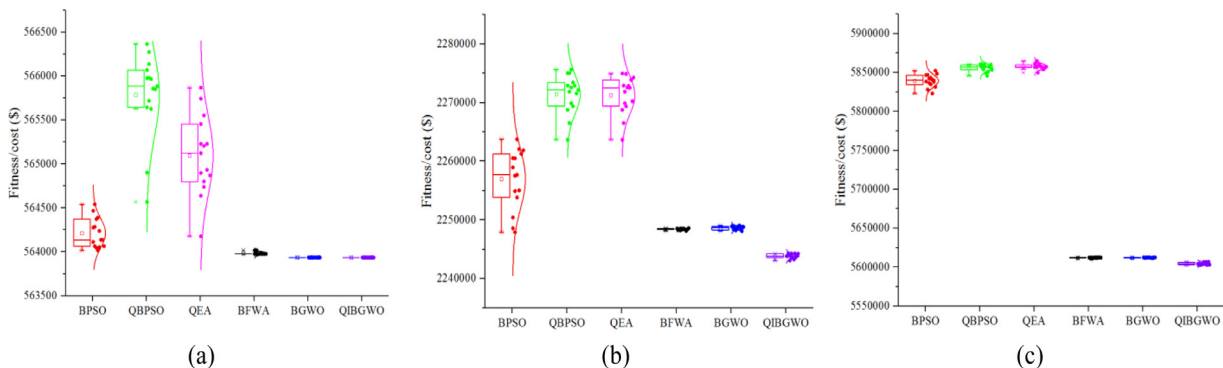 566500
566000
565500
565000
564500
564000
563500
Fitness/cost ($)
BPSO QBPSO QEA BFWA BGWO QIBGWO
(a)
2280000
2270000
2260000
2250000
2240000
Fitness/cost ($)
BPSO QBPSO QEA BFWA BGWO QIBGWO
(b)
5900000
5850000
5800000
5750000
5700000
5650000
5600000
5550000
Fitness/cost ($)
BPSO QBPSO QEA BFWA BGWO QIBGWO
(c)